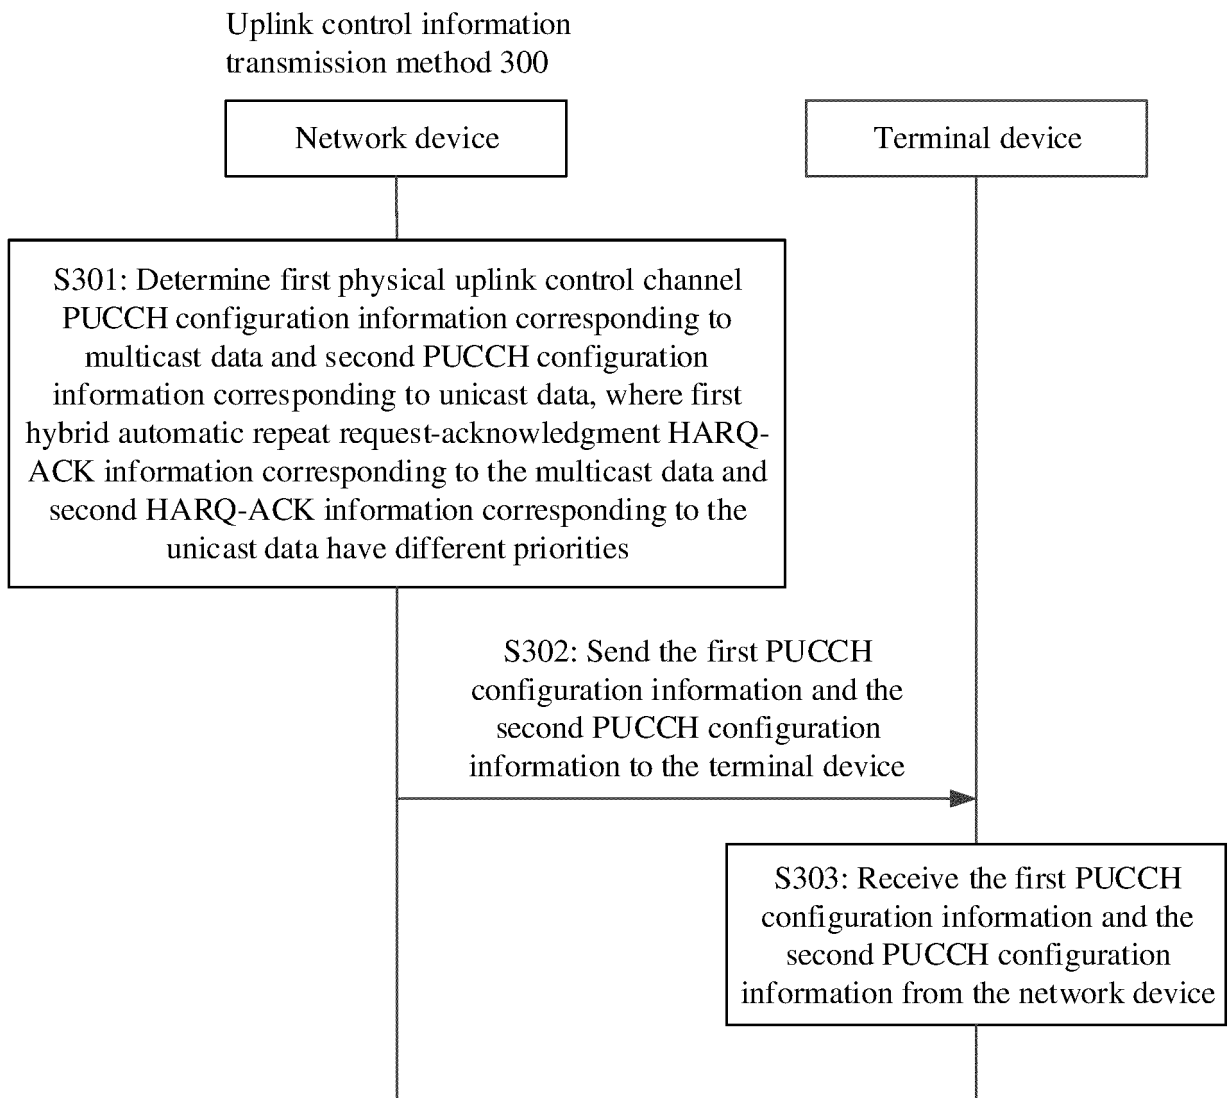 Uplink control information
transmission method 300
Network device
Terminal device
S301: Determine first physical uplink control channel
PUCCH configuration information corresponding to
multicast data and second PUCCH configuration
information corresponding to unicast data, where first
hybrid automatic repeat request-acknowledgment HARQ-
ACK information corresponding to the multicast data and
second HARQ-ACK information corresponding to the
unicast data have different priorities
S302: Send the first PUCCH
configuration information and the
second PUCCH configuration
information to the terminal device
S303: Receive the first PUCCH
configuration information and the
second PUCCH configuration
information from the network device